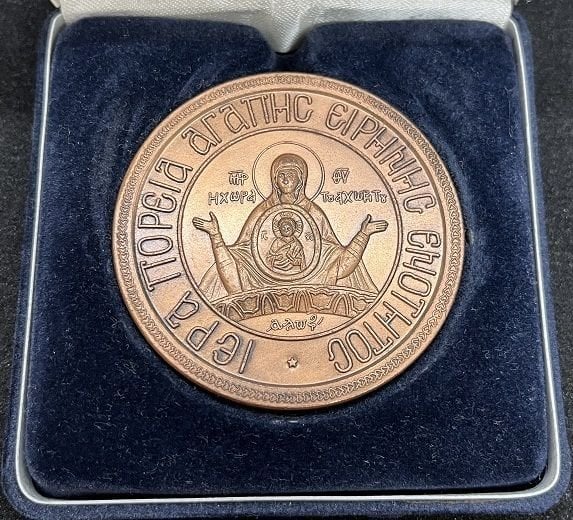 ΙΕΡΑ ΠΟΡΕΙΑ ΑΓΑΠΗΣ ΕΙΡΗΝΗΣ ΕΝΟΤΗΤΟΣ
ΜΡ ΘΥ
Η ΧΩΡΑ ΤΟΥ ΑΧΩΡΗΤΟΥ